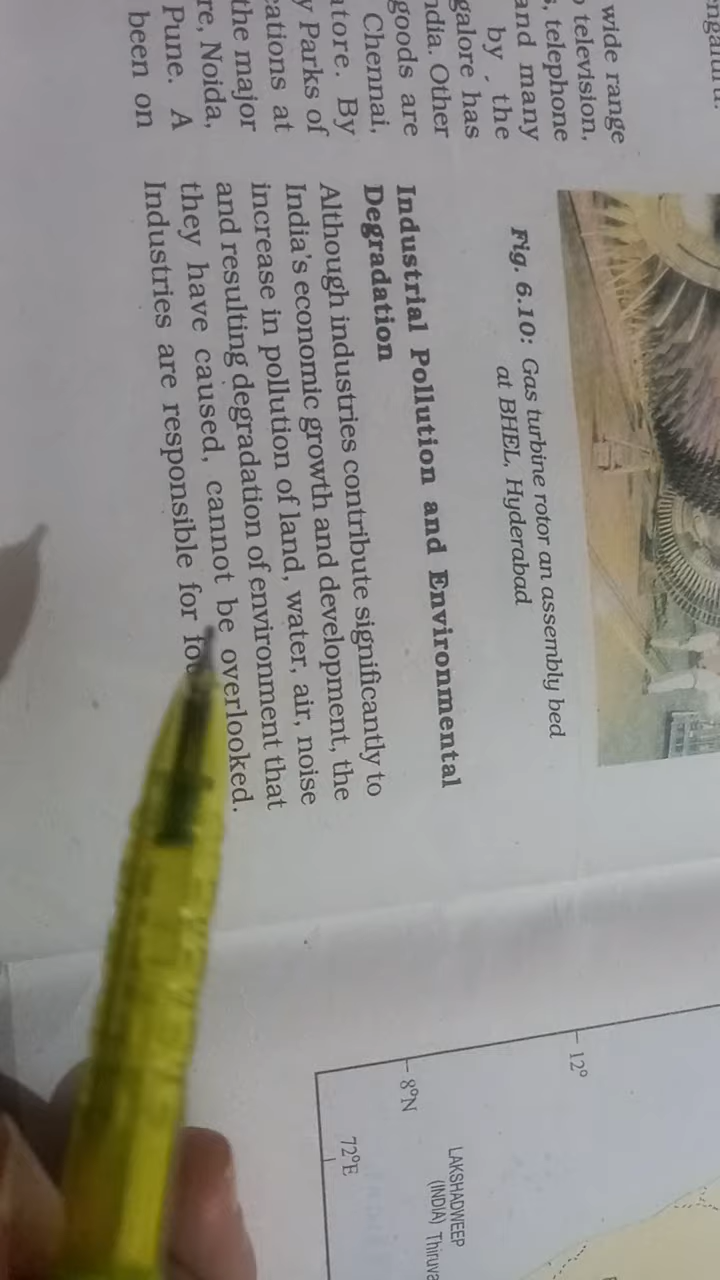 wide range
television,
telephone
and many
by the
galore has
ndia. Other
goods are
Chennai,
atore. By
y Parks of
cations at
the major
re, Noida,
Pune. A
been on
Fig. 6.10: Gas turbine rotor an assembly bed
at BHEL, Hyderabad
Industrial Pollution and Environmental
Degradation
Although industries contribute significantly to
India's economic growth and development, the
increase in pollution of land, water, air, noise
and resulting degradation of environment that
they have caused, cannot be overlooked.
Industries are responsible for
12°
8°N
72°E
LAKSHADWEEP
(INDIA)